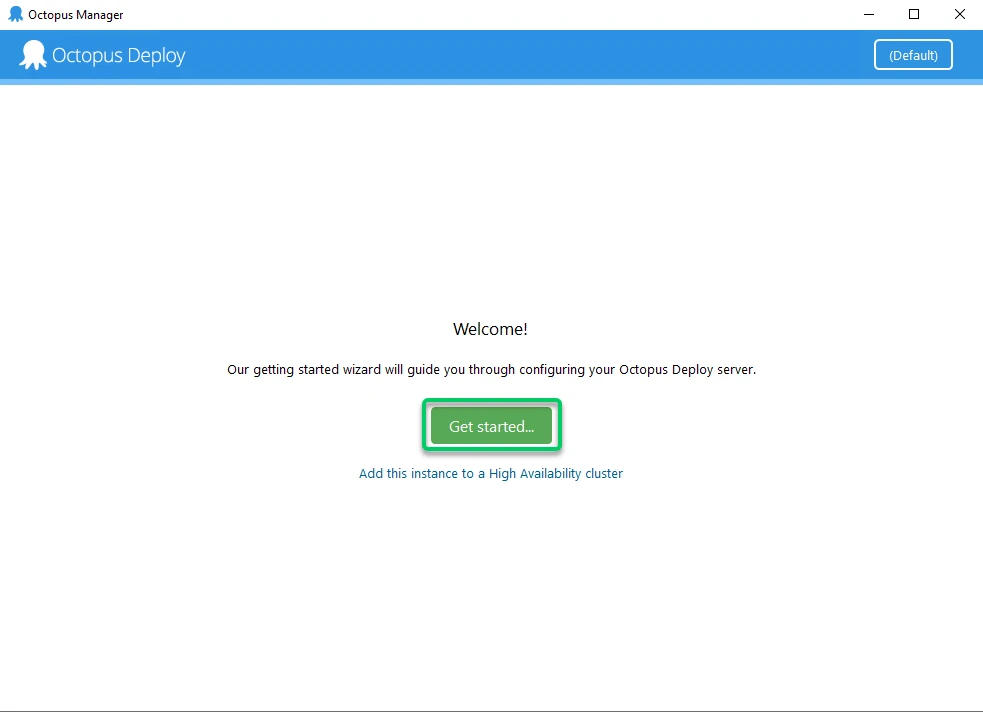 Octopus Manager
Octopus Deploy
(Default)
Welcome!
Our getting started wizard will guide you through configuring your Octopus Deploy server.
Get started...
Add this instance to a High Availability cluster